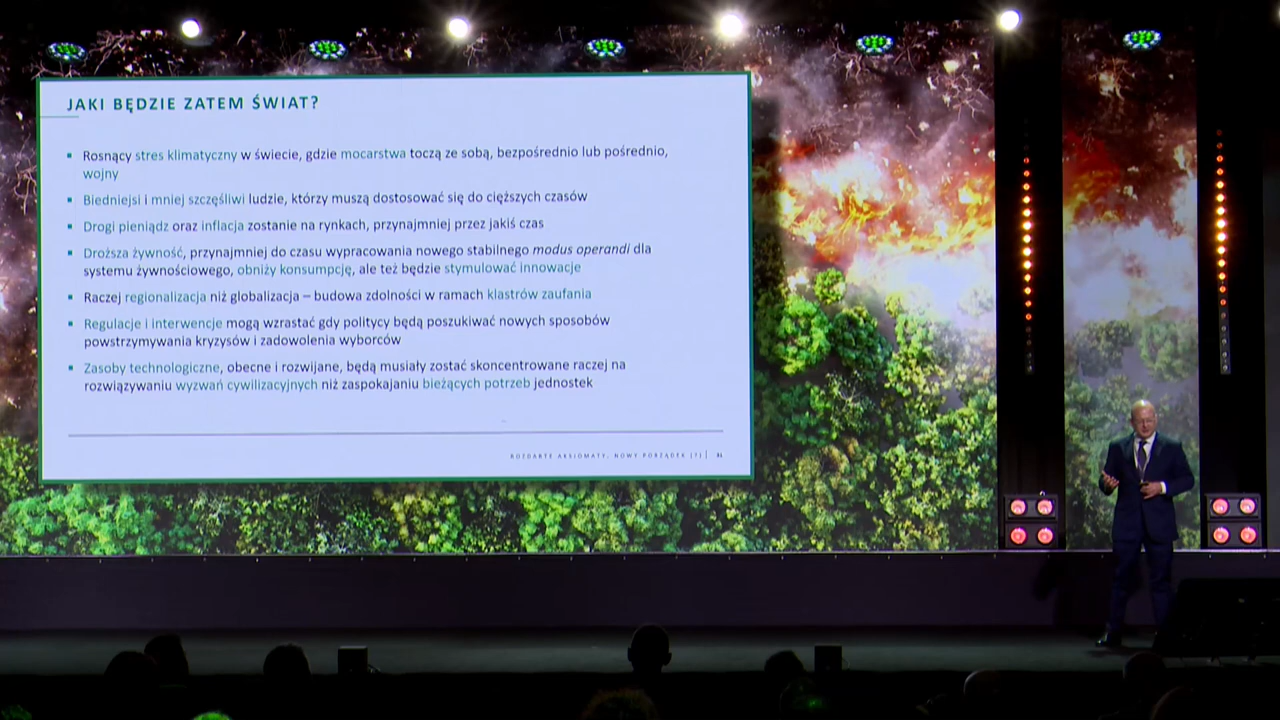 JAKI BĘDZIE ZATEM ŚWIAT?
▪ Rosnący stres klimatyczny w świecie, gdzie mocarstwa toczą ze sobą, bezpośrednio lub pośrednio,
wojny
▪ Biedniejsi i mniej szczęśliwi ludzie, którzy muszą dostosować się do cięższych czasów
▪ Drogi pieniądz oraz inflacja zostanie na rynkach, przynajmniej przez jakiś czas
▪ Droższa żywność, przynajmniej do czasu wypracowania nowego stabilnego modus operandi dla
systemu żywnościowego, obniży konsumpcję, ale też będzie stymulować innowacje
▪ Raczej regionalizacja niż globalizacja – budowa zdolności w ramach klastrów zaufania
▪ Regulacje i interwencje mogą wzrastać gdy politycy będą poszukiwać nowych sposobów
powstrzymywania kryzysów i zadowolenia wyborców
▪ Zasoby technologiczne, obecne i rozwijane, będą musiały zostać skoncentrowane raczej na
rozwiązywaniu wyzwań cywilizacyjnych niż zaspokajaniu bieżących potrzeb jednostek
ROZDARTE AKSJOMATY. NOWY PORZĄDEK [?] |